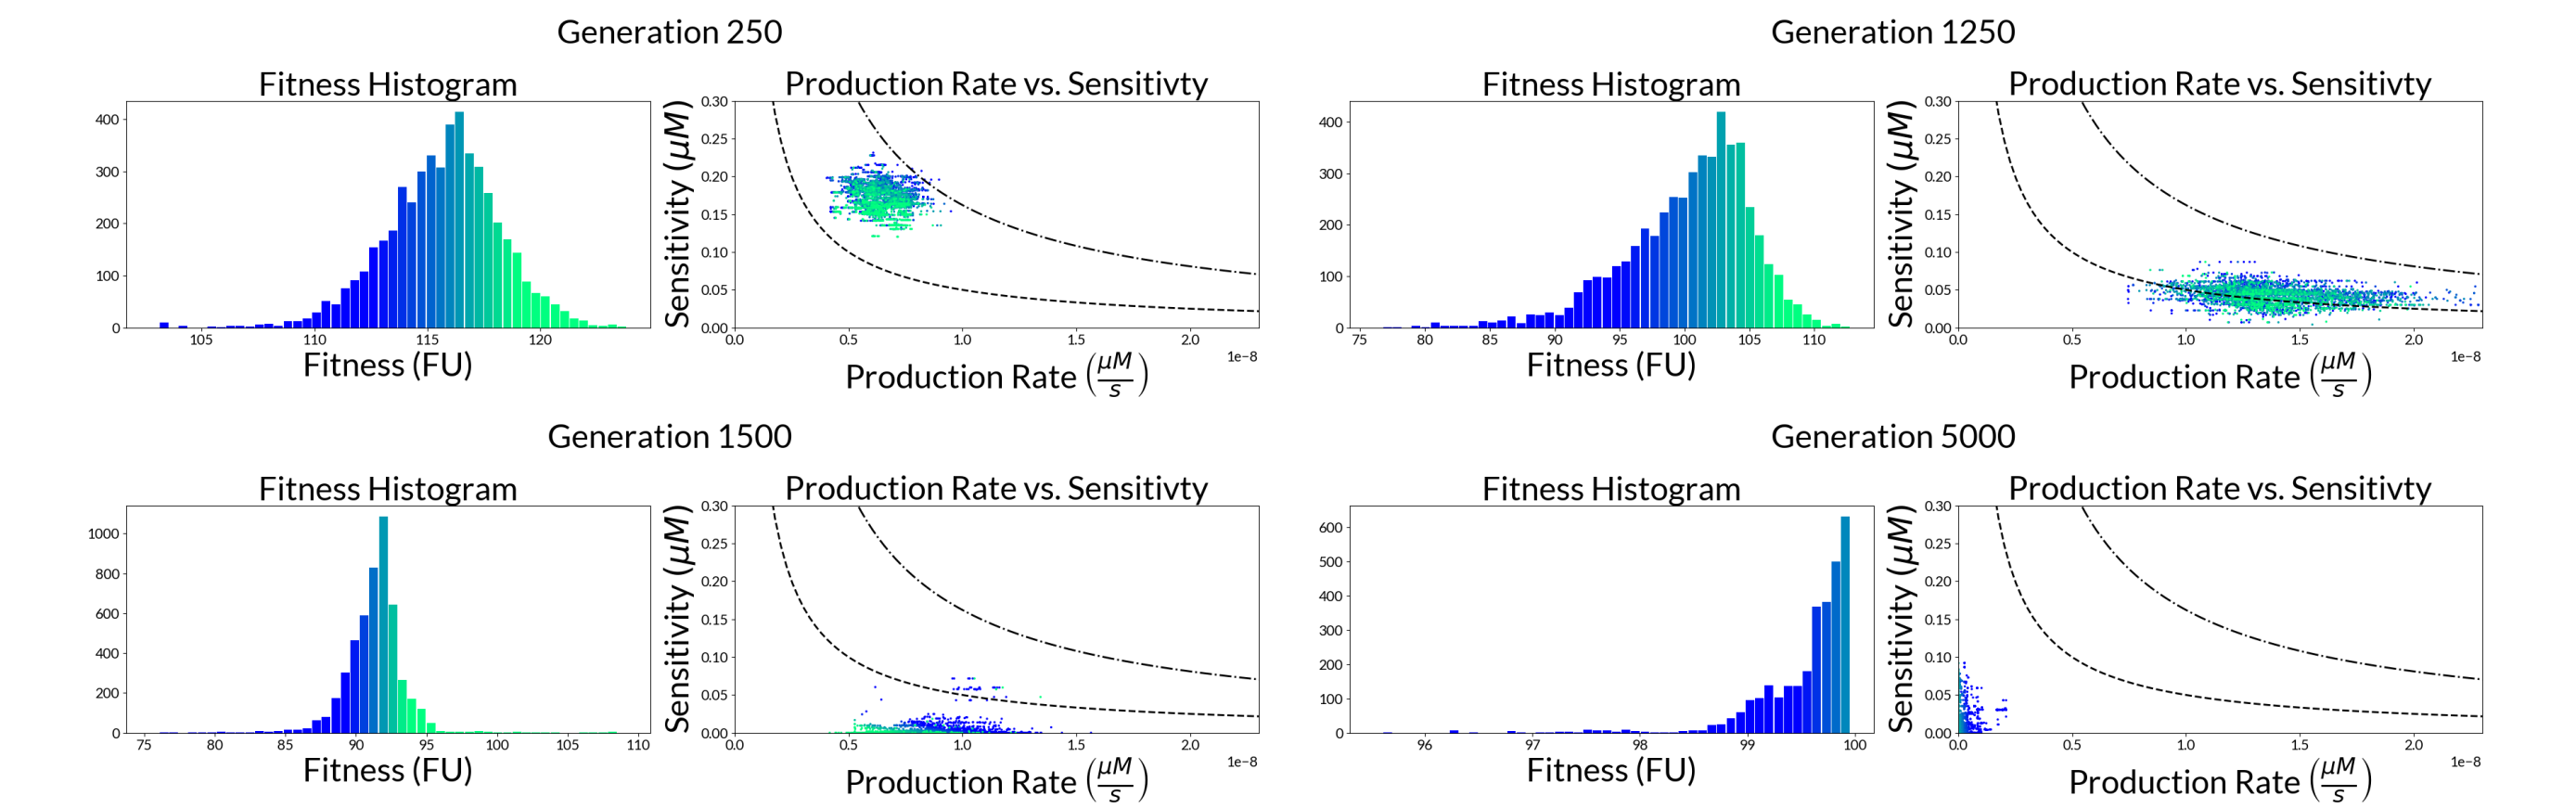 Generation 250
Fitness Histogram
400
300
200
100
0
105 110 115 120
Fitness (FU)
Production Rate vs. Sensitivty
Sensitivity (μM)
0.30
0.25
0.20
0.15
0.10
0.05
0.00
0.0 0.5 1.0 1.5 2.0
1e−8
Production Rate (μM/s)
Generation 1250
Fitness Histogram
400
300
200
100
0
75 80 85 90 95 100 105 110
Fitness (FU)
Production Rate vs. Sensitivty
Sensitivity (μM)
0.30
0.25
0.20
0.15
0.10
0.05
0.00
0.0 0.5 1.0 1.5 2.0
1e−8
Production Rate (μM/s)
Generation 1500
Fitness Histogram
1000
800
600
400
200
0
75 80 85 90 95 100 105 110
Fitness (FU)
Production Rate vs. Sensitivty
Sensitivity (μM)
0.30
0.25
0.20
0.15
0.10
0.05
0.00
0.0 0.5 1.0 1.5 2.0
1e−8
Production Rate (μM/s)
Generation 5000
Fitness Histogram
600
500
400
300
200
100
0
96 97 98 99 100
Fitness (FU)
Production Rate vs. Sensitivty
Sensitivity (μM)
0.30
0.25
0.20
0.15
0.10
0.05
0.00
0.0 0.5 1.0 1.5 2.0
1e−8
Production Rate (μM/s)